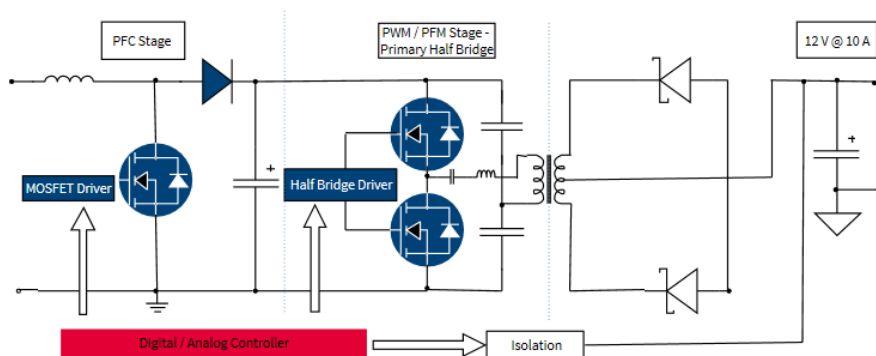 PFC Stage
PWM / PFM Stage -
Primary Half Bridge
12 V @ 10 A
+
+
+
MOSFET Driver
Half Bridge Driver
Digital / Analog Controller
Isolation